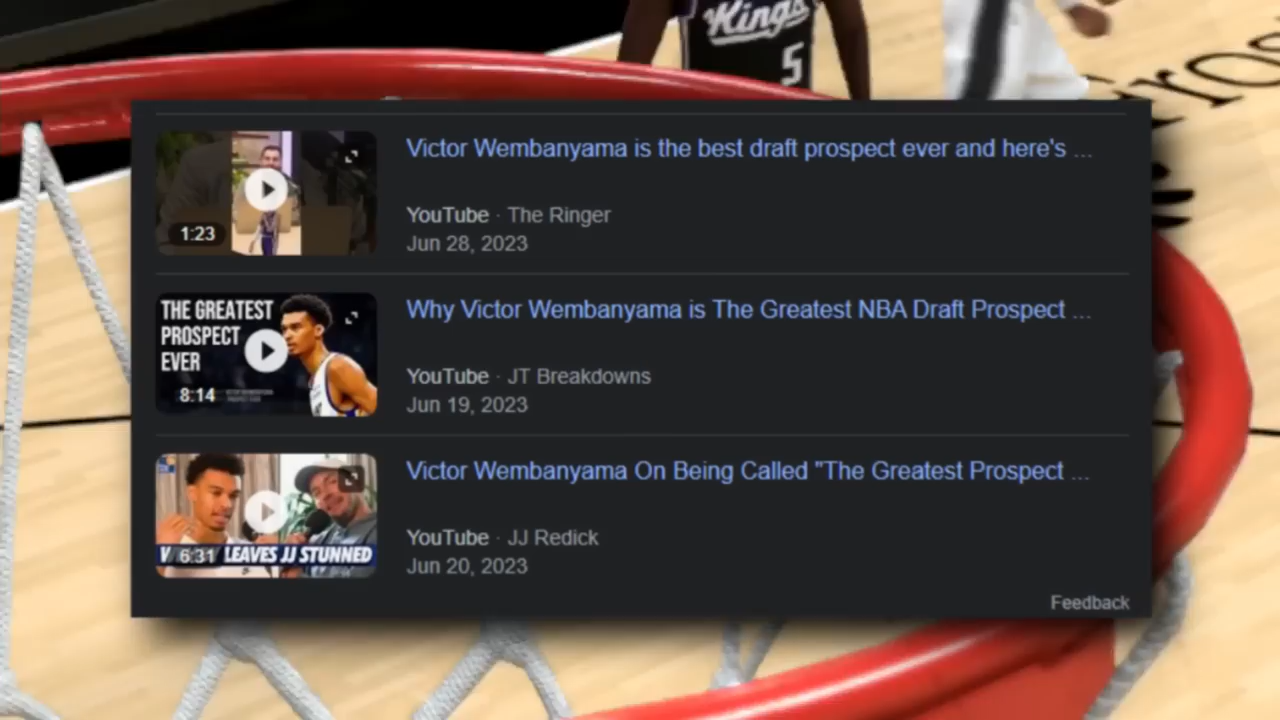 Kings
5
ros
Victor Wembanyama is the best draft prospect ever and here's ...
1:23
YouTube · The Ringer
Jun 28, 2023
THE GREATEST
PROSPECT
EVER
8:14
Why Victor Wembanyama is The Greatest NBA Draft Prospect ...
YouTube · JT Breakdowns
Jun 19, 2023
Victor Wembanyama On Being Called "The Greatest Prospect ...
V 6:31 LEAVES JJ STUNNED
YouTube · JJ Redick
Jun 20, 2023
Feedback